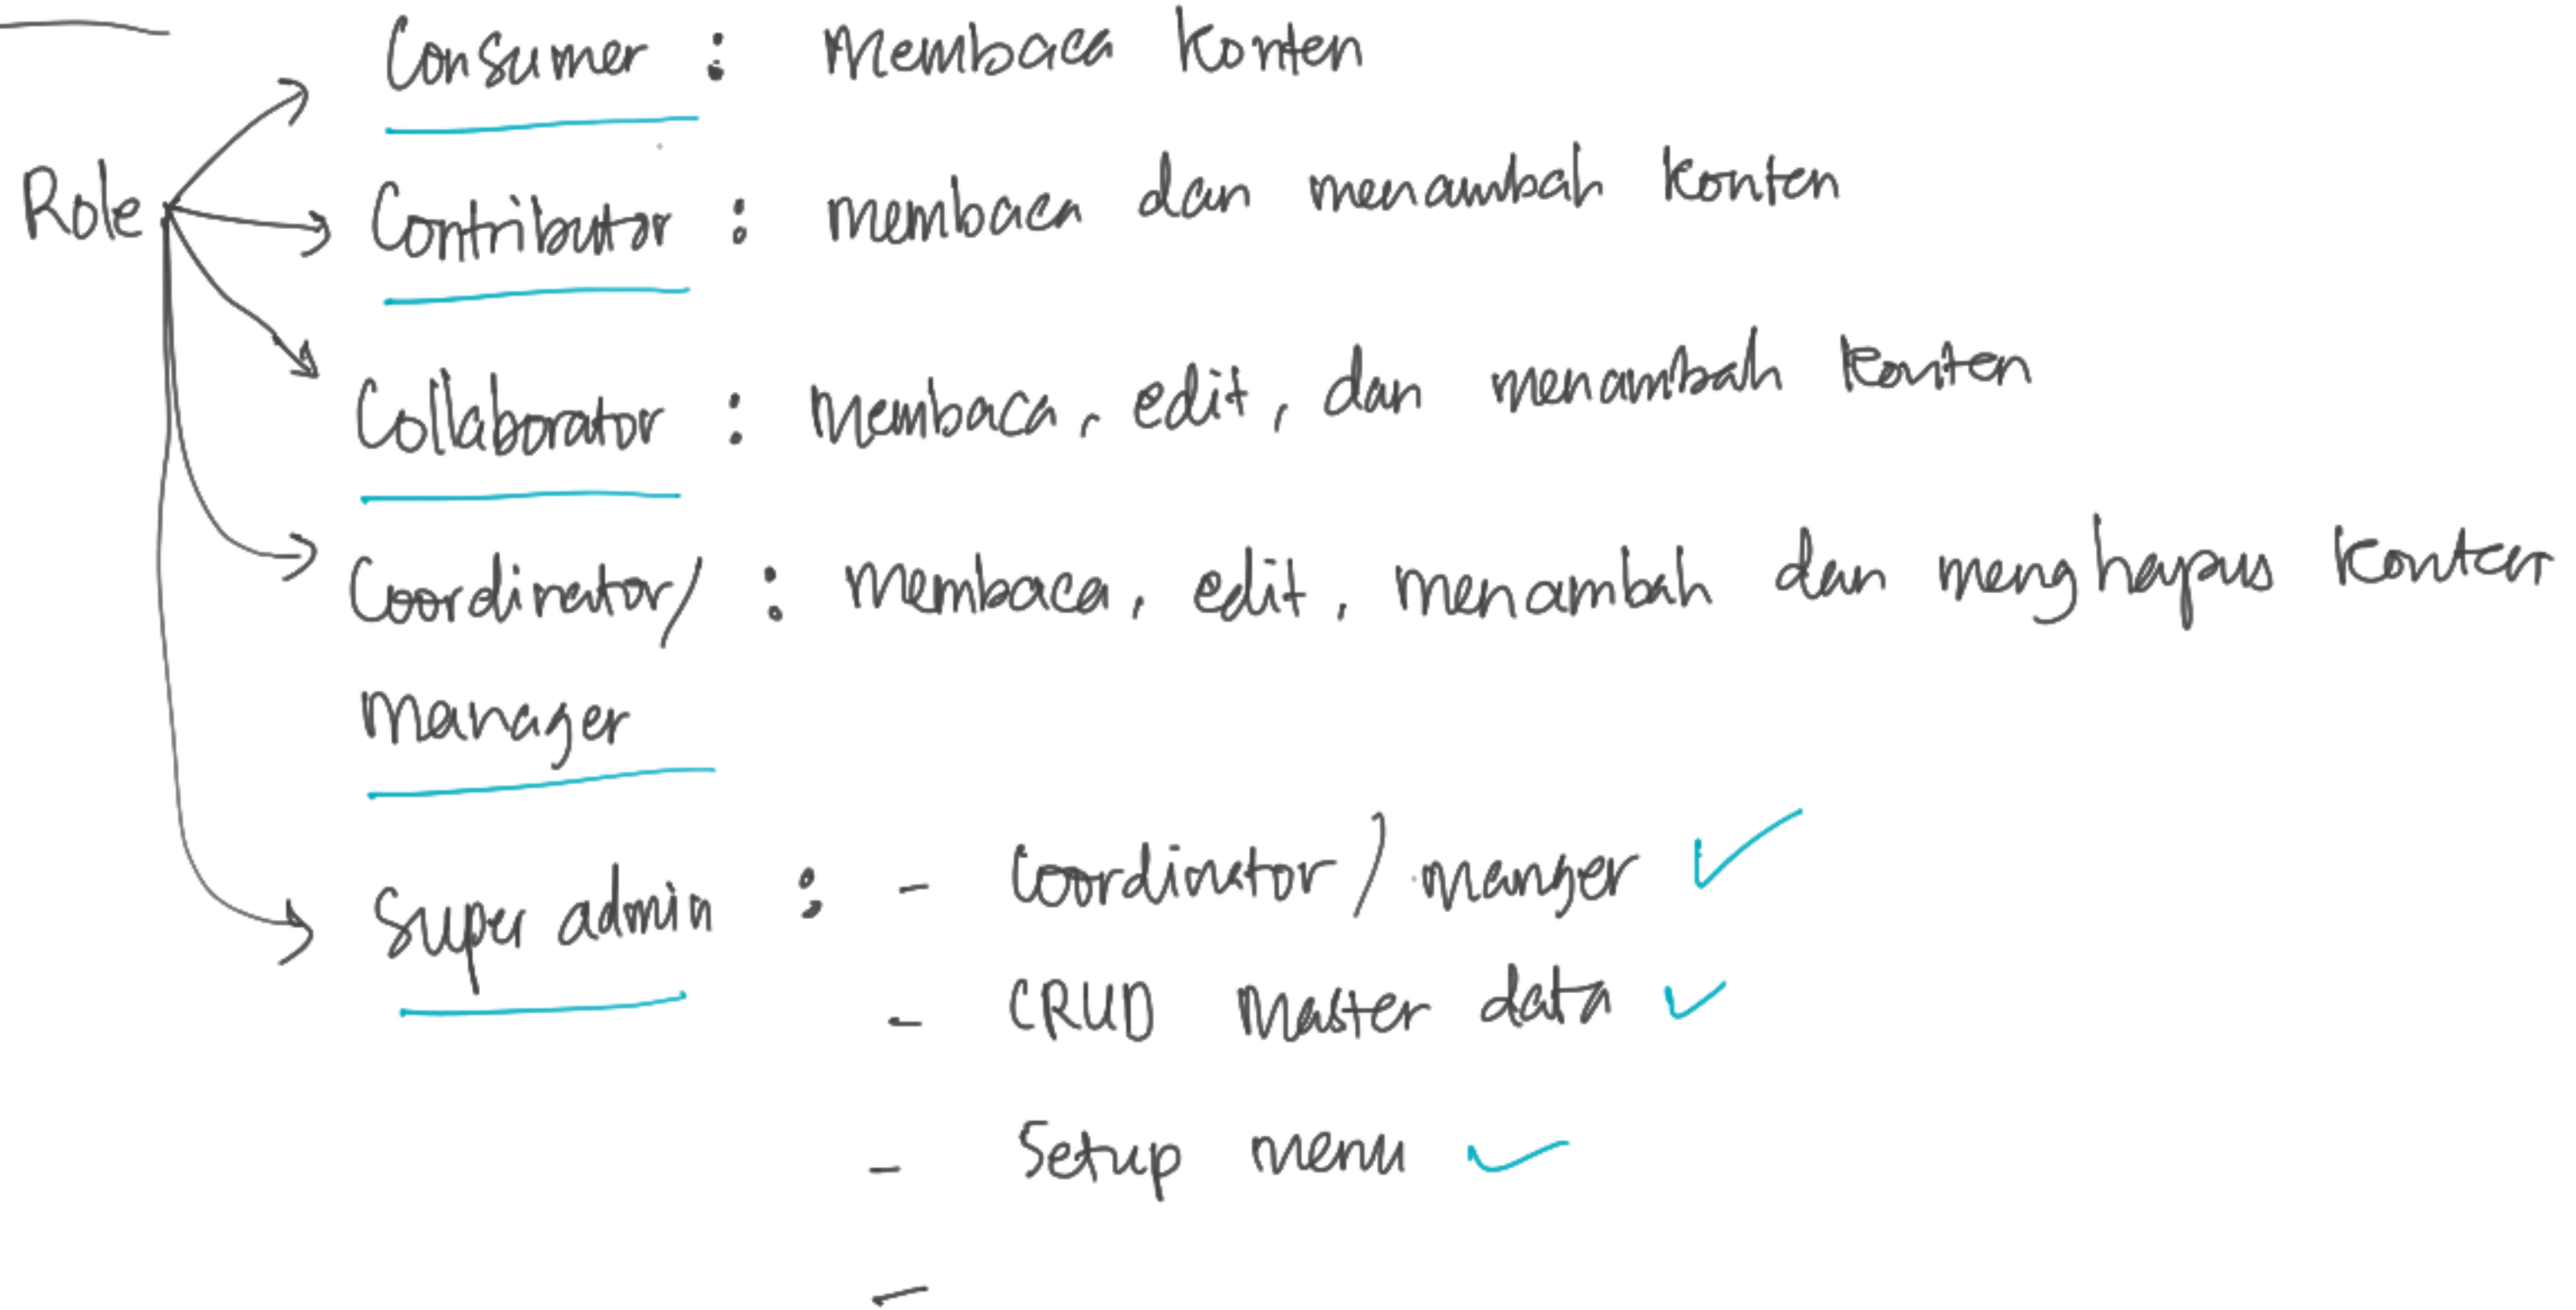 Consumer : Membaca konten
Role
Contributor : membaca dan menambah konten
Collaborator : Membaca, edit, dan menambah konten
Coordinator/ : Membaca, edit, menambah dan menghapus konten
Manager
Super admin : - Coordinator/manger ✓
- CRUD Master data ✓
- Setup menu ✓
-